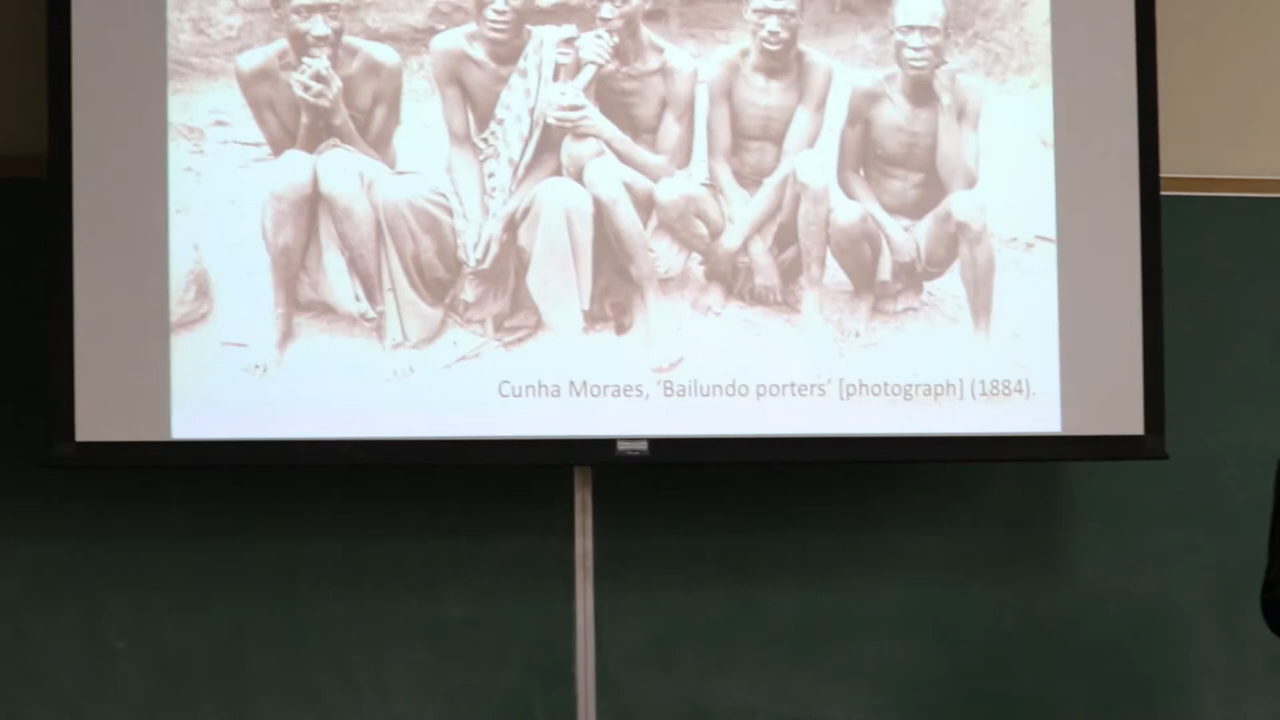 Cunha Moraes, ‘Bailundo porters’ [photograph] (1884).